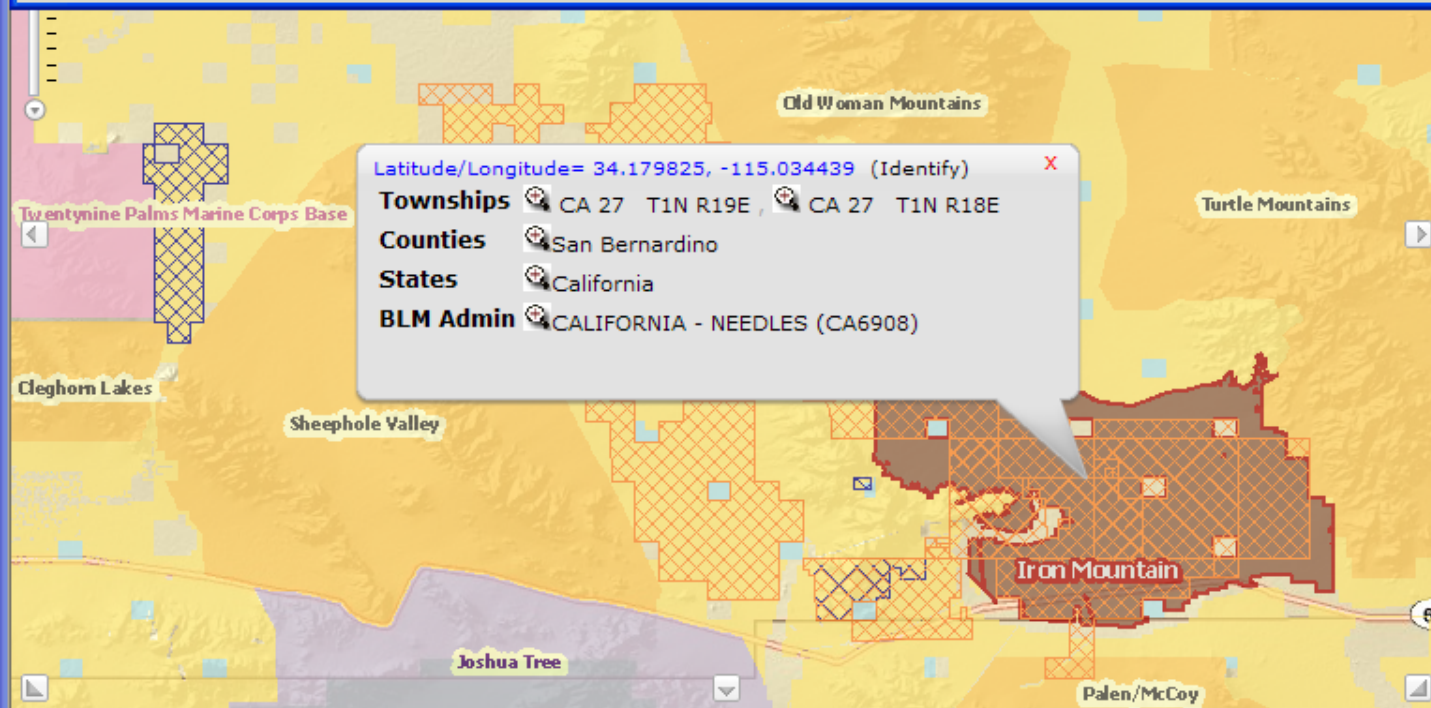 Old Woman Mountains
Latitude/Longitude= 34.179825, -115.034439 (Identify) x
Townships CA 27 T1N R19E , CA 27 T1N R18E
Twentynine Palms Marine Corps Base
Turtle Mountains
Counties San Bernardino
States California
BLM Admin CALIFORNIA - NEEDLES (CA6908)
Cleghorn Lakes
Sheephole Valley
Iron Mountain
Joshua Tree
Palen/McCoy